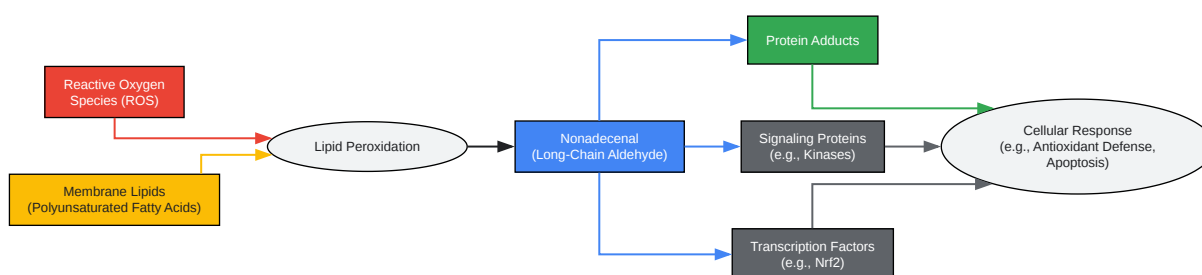 Reactive Oxygen
Species (ROS)
Membrane Lipids
(Polyunsaturated Fatty Acids)
Lipid Peroxidation
Nonadecenal
(Long-Chain Aldehyde)
Protein Adducts
Signaling Proteins
(e.g., Kinases)
Transcription Factors
(e.g., Nrf2)
Cellular Response
(e.g., Antioxidant Defense,
Apoptosis)